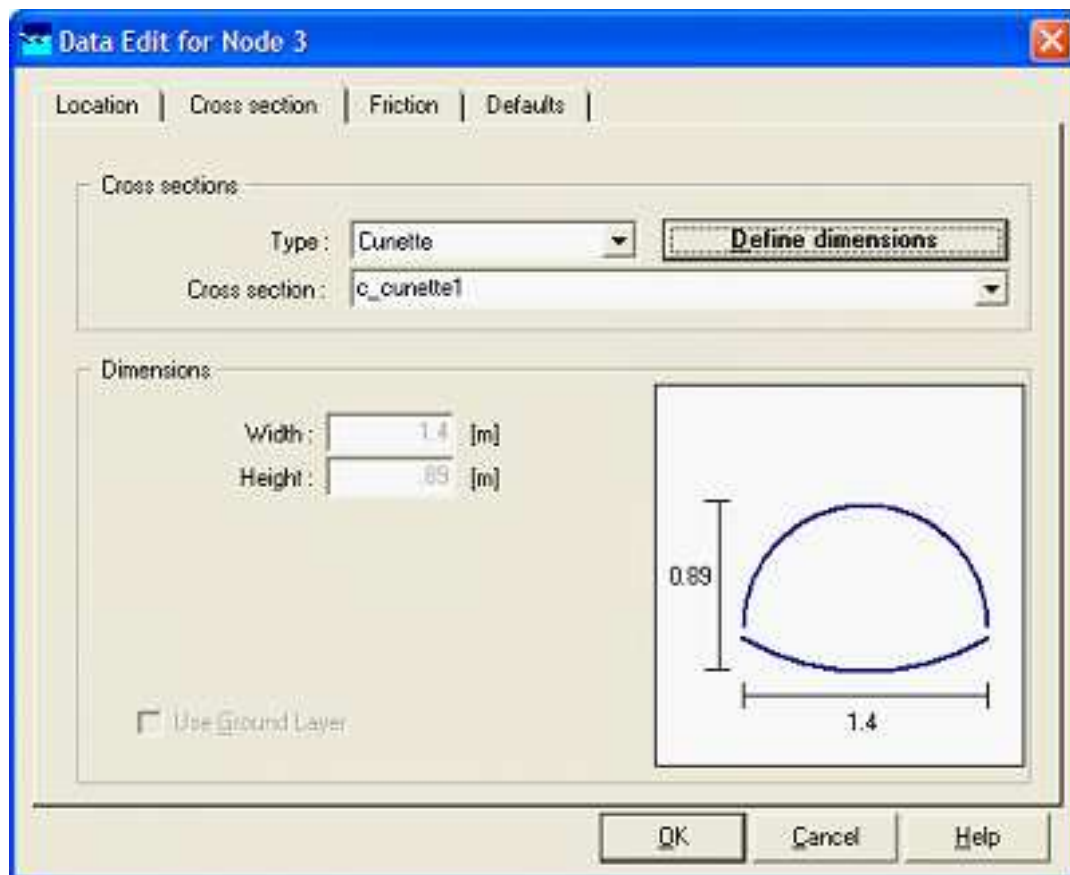 Data Edit for Node 3
Location | Cross section | Friction | Defaults
Cross sections
Type : Cunette Define dimensions
Cross section : c_cunette1
Dimensions
Width : 1.4 [m]
Height : .89 [m]
0.89
1.4
Use Ground Layer
OK Cancel Help